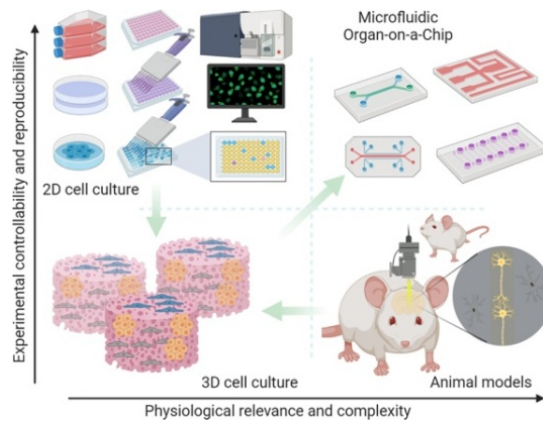 Microfluidic
Organ-on-a-Chip
2D cell culture
3D cell culture
Animal models
Experimental controllability and reproducibility
Physiological relevance and complexity